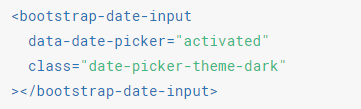 <bootstrap-date-input
  data-date-picker="activated"
  class="date-picker-theme-dark"
></bootstrap-date-input>